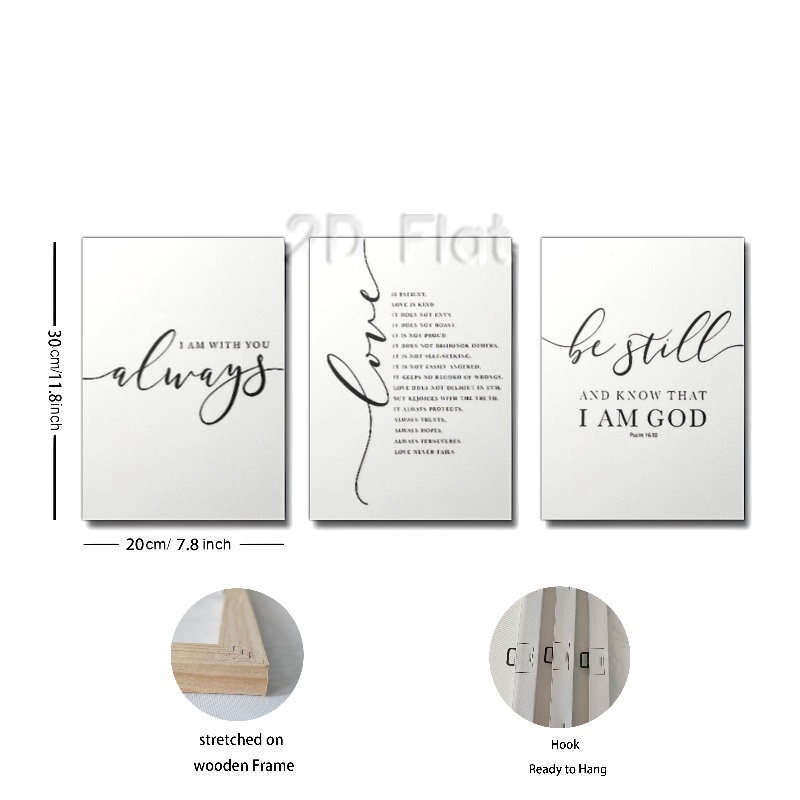 2D Flat
30cm/11.8inch
I AM WITH YOU
always
love
IS PATIENT,
LOVE IS KIND.
IT DOES NOT ENVY.
IT DOES NOT BOAST.
IT IS NOT PROUD.
IT DOES NOT DISHONOR OTHERS.
IT IS NOT SELF-SEEKING,
IT IS NOT EASILY ANGERED,
IT KEEPS NO RECORD OF WRONGS.
LOVE DOES NOT DELIGHT IN EVIL
BUT REJOICES WITH THE TRUTH.
IT ALWAYS PROTECTS,
ALWAYS TRUSTS,
ALWAYS HOPES,
ALWAYS PERSEVERES.
LOVE NEVER FAILS
be still
AND KNOW THAT
I AM GOD
Psalm 16:10
20cm/ 7.8 inch
stretched on
wooden Frame
Hook
Ready to Hang